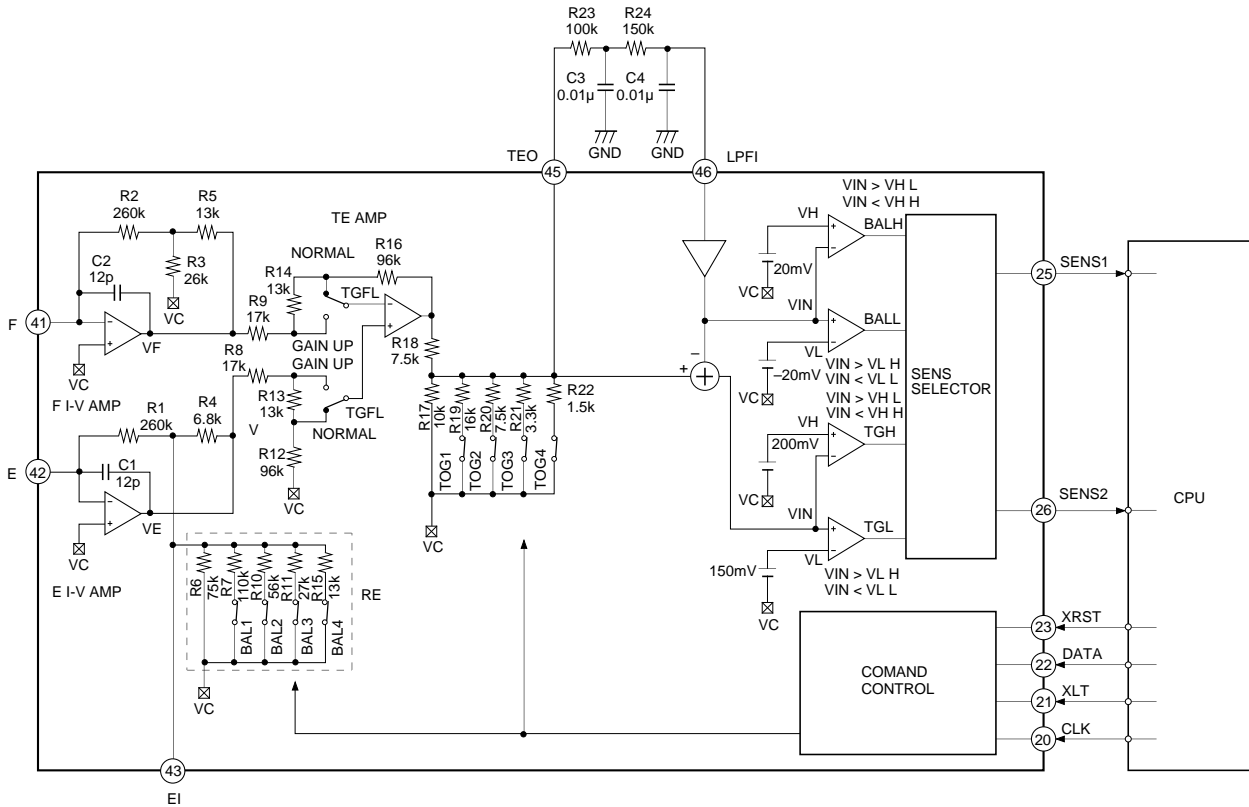 R23
100k
R24
150k
C3
0.01µ
C4
0.01µ
GND
GND
TEO
45
46
LPFI
R2
260k
R5
13k
TE AMP
VIN > VH L
VIN < VH H
VH
BALH
C2
12p
R3
26k
VC
NORMAL
R16
96k
R14
13k
TGFL
R9
17k
20mV
VC
VIN
25
SENS1
F
41
VF
VC
GAIN UP
GAIN UP
R18
7.5k
BALL
VL
–20mV
VC
F I-V AMP
R8
17k
R13
13k
V
TGFL
NORMAL
R22
1.5k
VIN > VL H
VIN < VL L
VIN > VH L
VIN < VH H
SENS
SELECTOR
R1
260k
R4
6.8k
R17
10k
R19
16k
R20
7.5k
R21
3.3k
VH
200mV
TGH
VC
E
42
C1
12p
R12
96k
VC
TOG1
TOG2
TOG3
TOG4
VC
VIN
26
SENS2
CPU
VE
VC
E I-V AMP
TGL
VL
150mV
VC
VIN > VL H
VIN < VL L
R6
75k
R7
110k
R10
56k
R11
27k
R15
13k
RE
BAL1
BAL2
BAL3
BAL4
VC
COMAND
CONTROL
23
XRST
22
DATA
21
XLT
20
CLK
43
EI